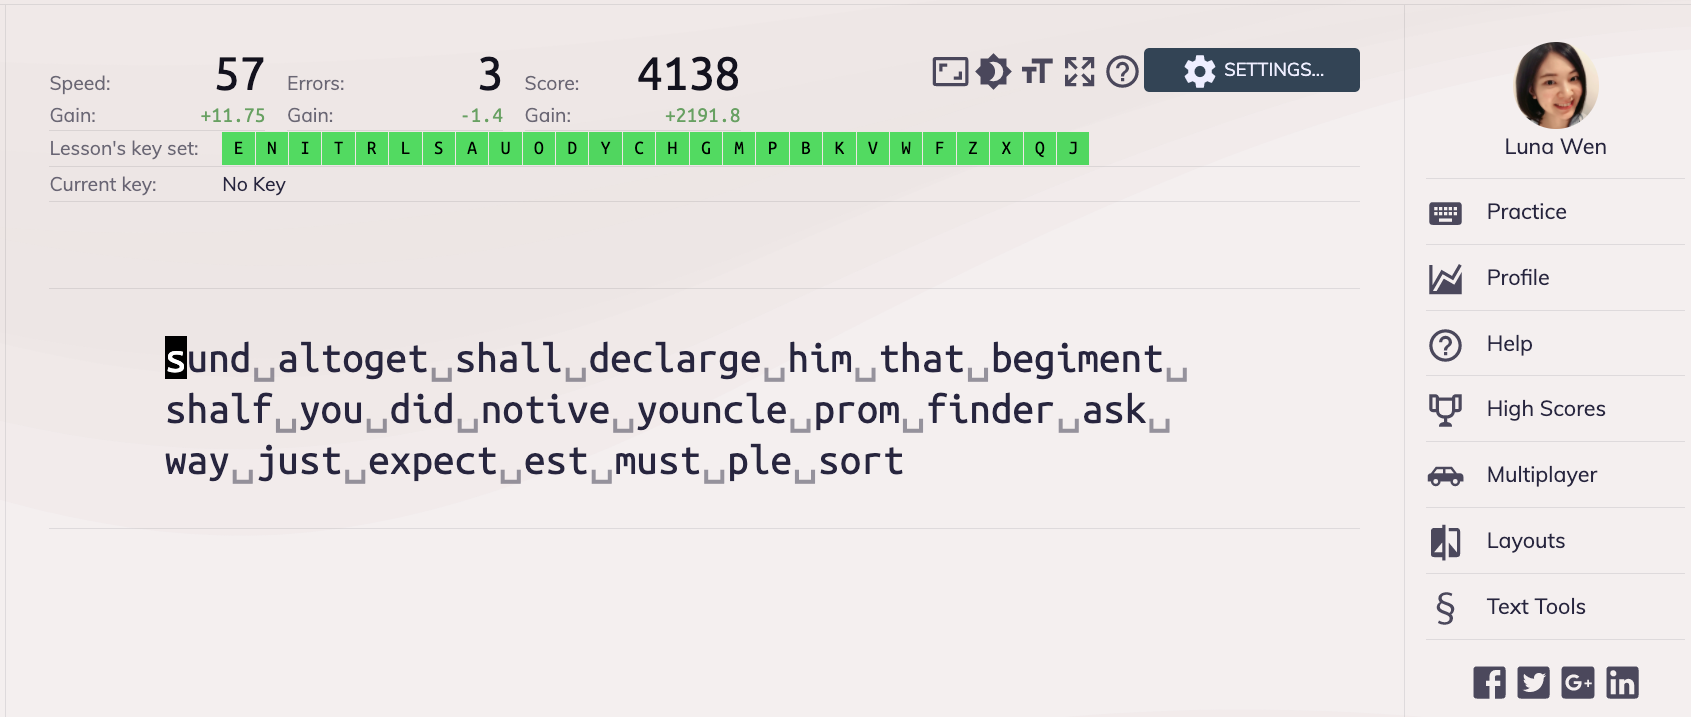 Speed: 57 Errors: 3 Score: 4138
Gain: +11.75 Gain: -1.4 Gain: +2191.8
SETTINGS...
Lesson's key set: E N I T R L S A U O D Y C H G M P B K V W F Z X Q J
Current key: No Key
sund␣altoget␣shall␣declarge␣him␣that␣begiment␣
shalf␣you␣did␣notive␣youncle␣prom␣finder␣ask␣
way␣just␣expect␣est␣must␣ple␣sort
Luna Wen
Practice
Profile
Help
High Scores
Multiplayer
Layouts
Text Tools